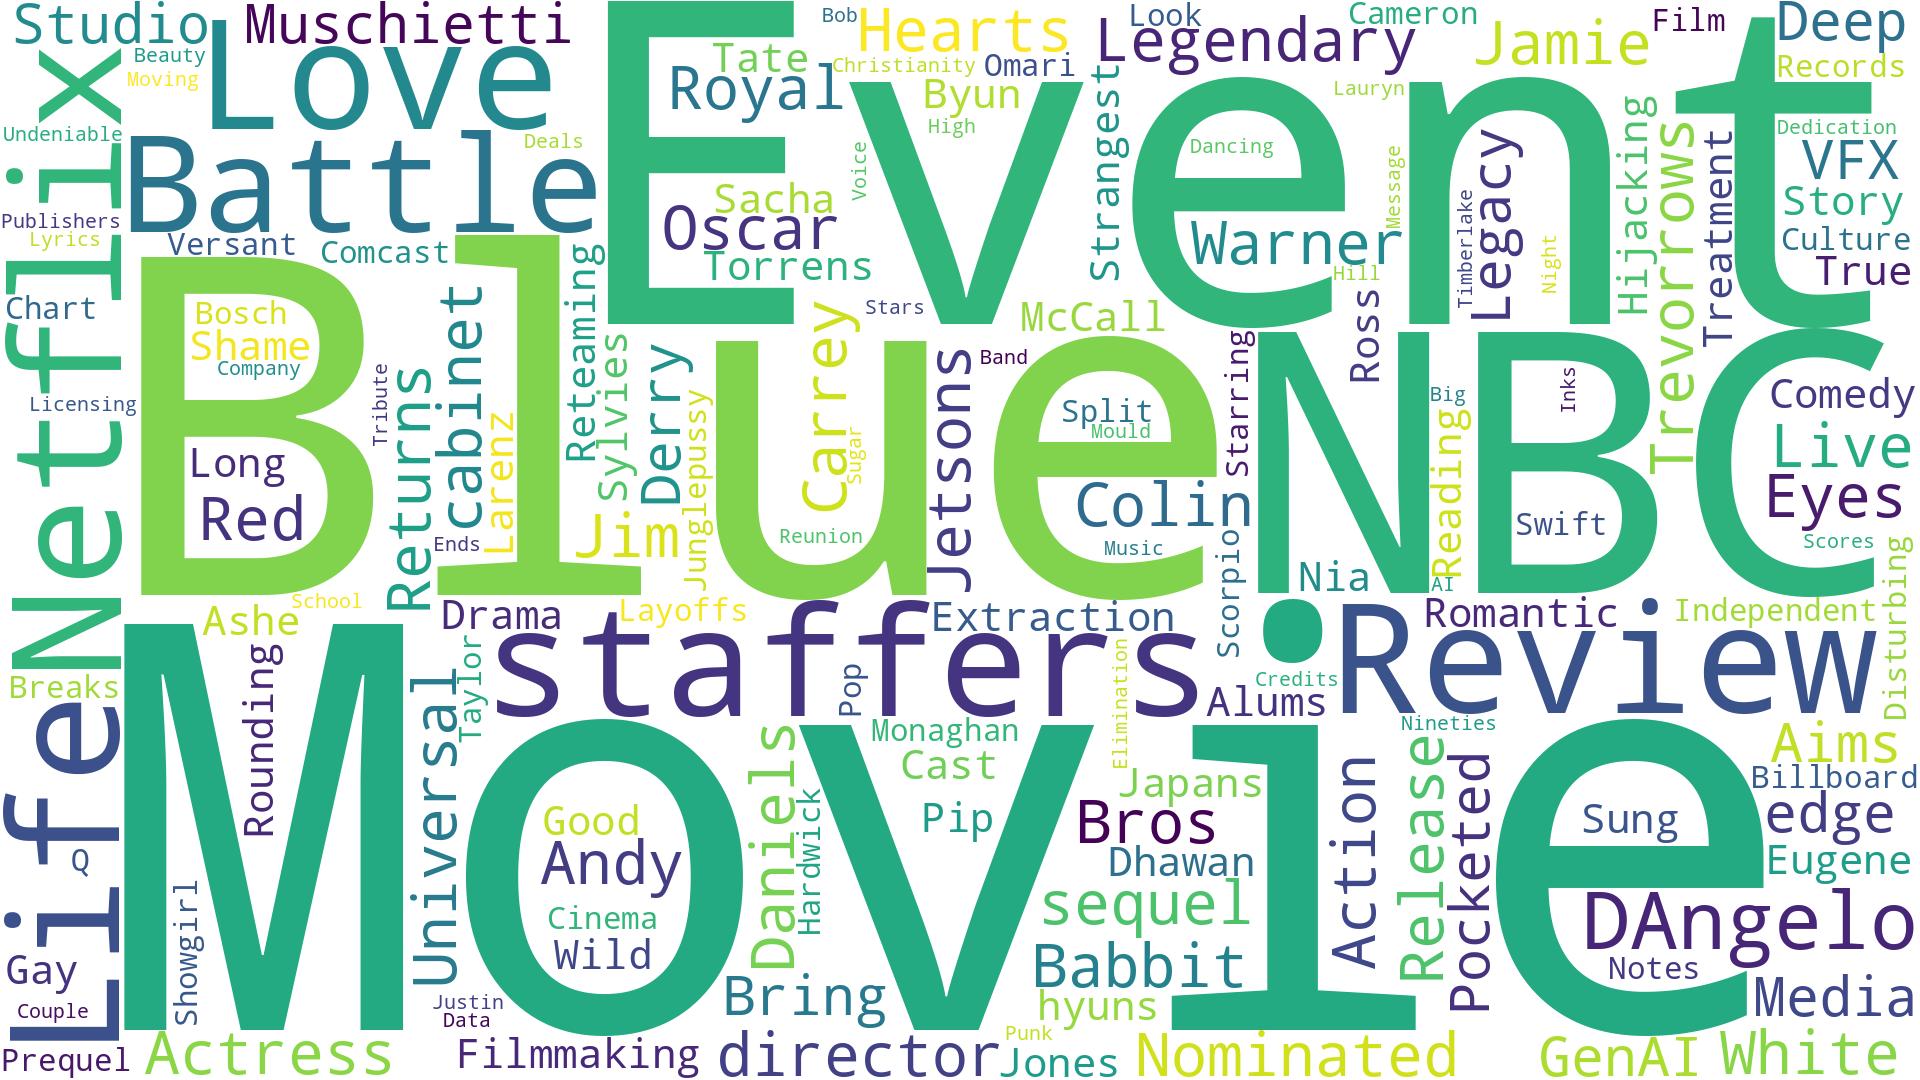 Studio
Muschietti
Beauty
Moving
Love
Event
Bob
Hearts
Look
Legendary
Cameron
Jamie
Film
Deep
Records
Tate
Christianity
Omari
Royal
Byun
High
Strangest
Lauryn
Dancing
Undeniable
Netflix
Battle
Deals
Voice
Message
Timberlake
Legacy
Night
Hijacking
Trevorrows
Treatment
Dedication
VFX
Story
Culture
True
Publishers
Lyrics
Versant
Comcast
Sacha
Oscar
Torrens
Warner
Hill
Chart
Blue
Bosch
Shame
Company
Tribute
Returns
cabinet
Larenz
Reteaming
Sylvies
Derry
Junglepussy
Carrey
Sugar
Stars
McCall
Jetsons
Band
Starring
Ross
NBC
Big
Inks
Reading
Comedy
Live
Eyes
Licensing
Long
Red
Split
Mould
Colin
Swift
Scores
Ends
Jim
Reunion
Music
Scorpio
Nia
AI
Disturbing
School
Ashe
Drama
Layoffs
Extraction
Romantic
Independent
Breaks
Rounding
Movie
Universal
Taylor
staffers
Pop
Elimination
Credits
Alums
Review
Nineties
Life
Monaghan
Cast
Japans
Aims
Billboard
Daniels
Hardwick
Pip
Bros
Action
Release
Pocketed
Sung
edge
Q
Good
Andy
Dhawan
Eugene
Showgirl
Cinema
Wild
sequel
DAngelo
Gay
Babbit
Notes
Couple
Justin
Data
Bring
hyuns
Media
Prequel
Actress
Filmmaking
director
Punk
Jones
Nominated
GenAI
White